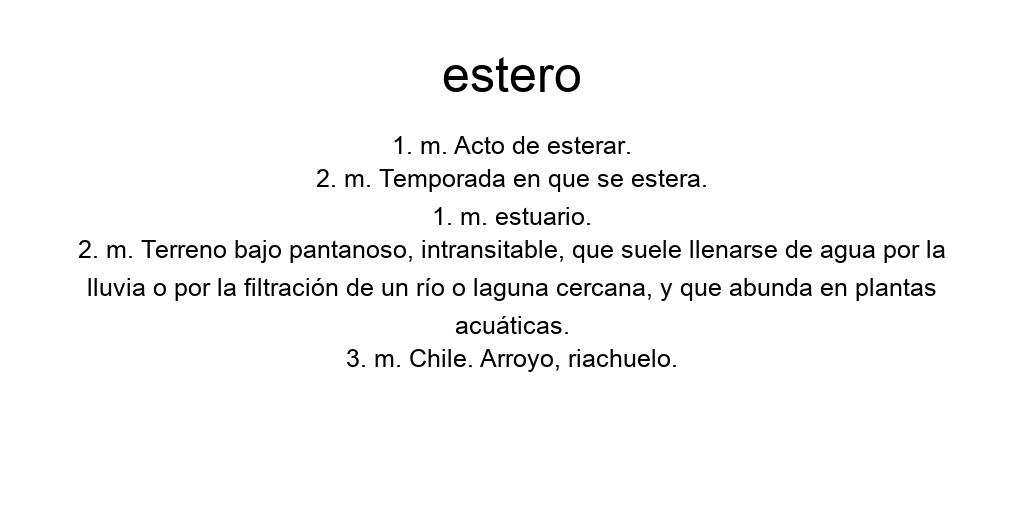 estero
1. m. Acto de esterar.
2. m. Temporada en que se estera.
1. m. estuario.
2. m. Terreno bajo pantanoso, intransitable, que suele llenarse de agua por la
lluvia o por la filtración de un río o laguna cercana, y que abunda en plantas
acuáticas.
3. m. Chile. Arroyo, riachuelo.